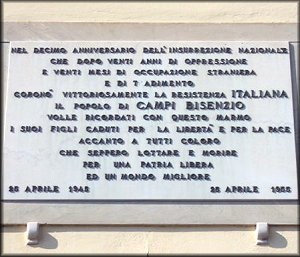 NEL DECIMO ANNIVERSARIO DELL'INSURREZIONE NAZIONALE
CHE DOPO VENTI ANNI DI OPPRESSIONE
E VENTI MESI DI OCCUPAZIONE STRANIERA
E DI TRADIMENTO
CORONÒ VITTORIOSAMENTE LA RESISTENZA ITALIANA
IL POPOLO DI CAMPI BISENZIO
VOLLE RICORDATI CON QUESTO MARMO
I SUOI FIGLI CADUTI PER LA LIBERTÀ E PER LA PACE
ACCANTO A TUTTI COLORO
CHE SEPPERO LOTTARE E MORIRE
PER UNA PATRIA LIBERA
ED UN MONDO MIGLIORE
25 APRILE 1945 25 APRILE 1955